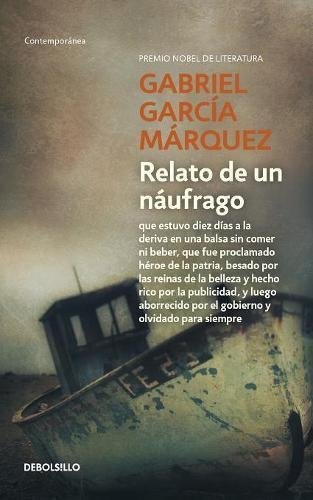 Contemporánea
PREMIO NOBEL DE LITERATURA
GABRIEL
GARCÍA
MÁRQUEZ
Relato de un
náufrago
que estuvo diez días a la
deriva en una balsa sin comer
ni beber, que fue proclamado
héroe de la patria, besado por
las reinas de la belleza y hecho
rico por la publicidad, y luego
aborrecido por el gobierno y
olvidado para siempre
DEBOLS!LLO